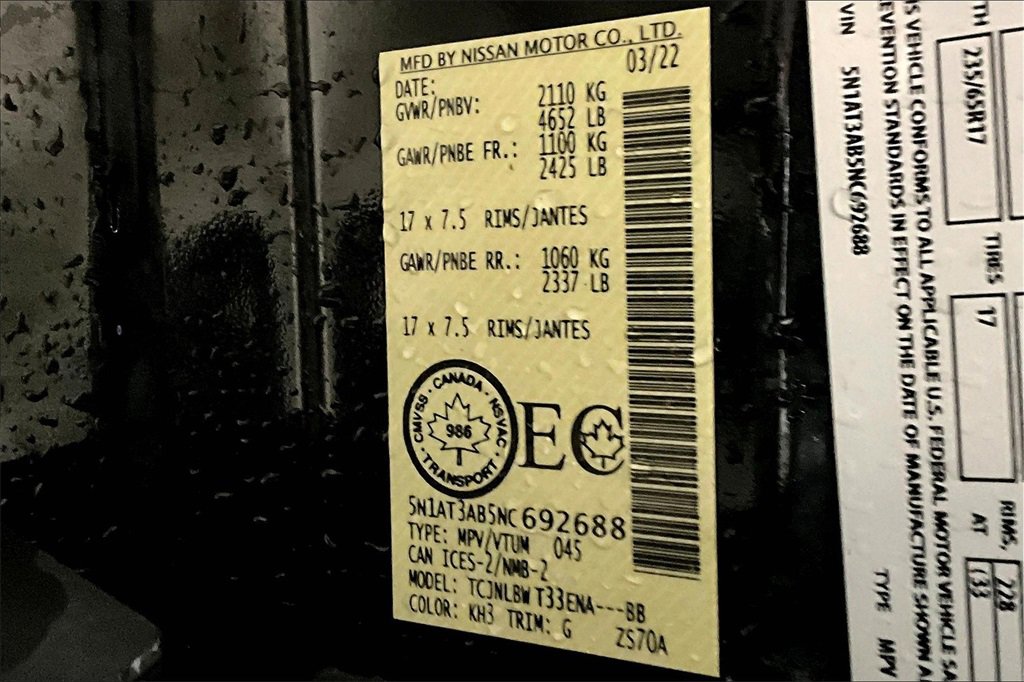 MFD BY NISSAN MOTOR CO., LTD.
DATE: 03/22
GVWR/PNBV: 2110 KG
4652 LB
GAWR/PNBE FR.: 1100 KG
2425 LB
17 x 7.5 RIMS/JANTES
GAWR/PNBE RR.: 1060 KG
2337 LB
17 x 7.5 RIMS/JANTES
CMVSS · CANADA · NSVAC · TRANSPORT ·
986
EC
5N1AT3AB5NC692688
TYPE: MPV/VTUM 045
CAN ICES-2/NMB-2
MODEL: TCJNLBWT33ENA---BB
COLOR: KH3 TRIM: G ZS70A
TH 235/65R17 TIRES 17 RIMS, AT 228 (33
S VEHICLE CONFORMS TO ALL APPLICABLE U.S. FEDERAL MOTOR VEHICLE SA
EVENTION STANDARDS IN EFFECT ON THE DATE OF MANUFACTURE SHOWN A
VIN 5N1AT3AB5NC692688 TYPE MPV